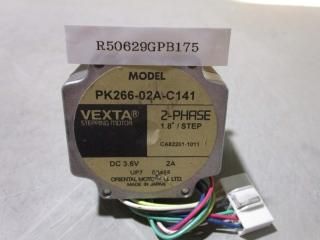 R50629GPB175
MODEL
PK266-02A-C141
VEXTA®
STEPPING MOTOR
2-PHASE
1.8°/STEP
DC 3.6V 2A
ORIENTAL MOTOR CO. LTD.
MADE IN JAPAN